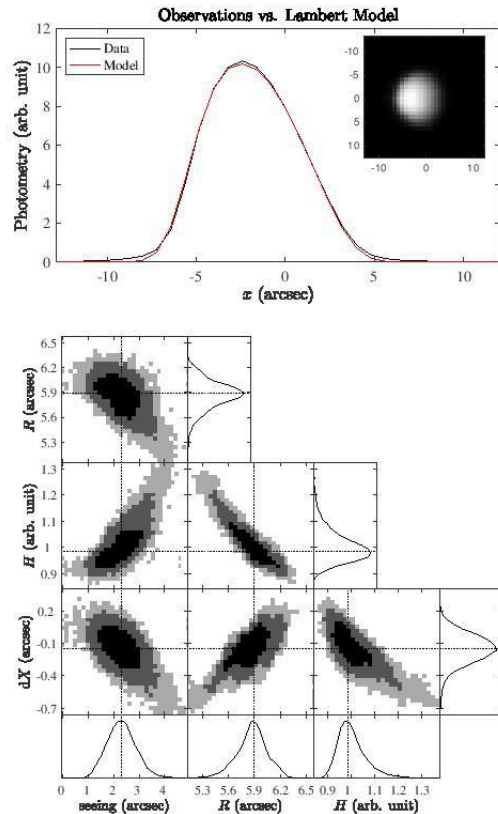 Observations vs. Lambert Model
Data
Model
Photometry (arb. unit)
12
10
8
6
4
2
0
-10 -5 0 5 10
x (arcsec)
-10
-5
0
5
10
-10 0 10
R (arcsec)
6.5
6.2
5.9
5.6
5.3
H (arb. unit)
1.3
1.2
1.1
1
0.9
dX (arcsec)
0.2
-0.1
-0.4
-0.7
0 1 2 3 4
seeing (arcsec)
5.3 5.6 5.9 6.2 6.5
R (arcsec)
0.9 1 1.1 1.2 1.3
H (arb. unit)